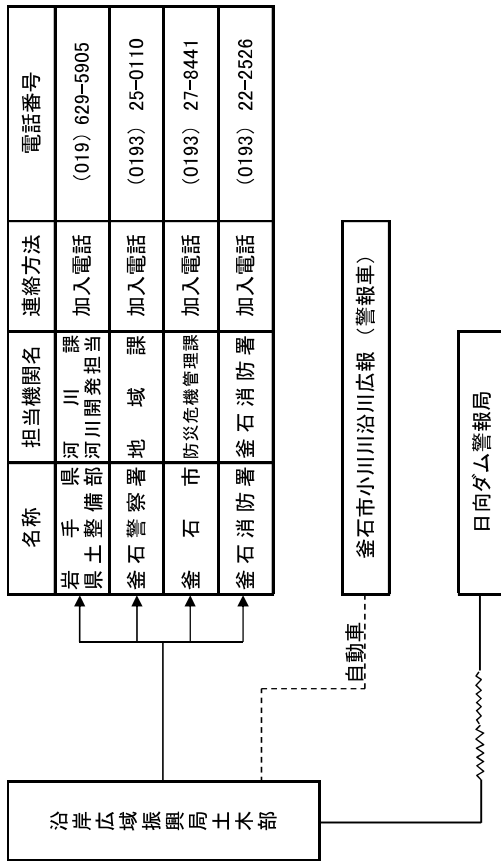 名称 担当機関名 連絡方法 電話番号
岩手県 河川課
県土整備部 河川開発担当 加入電話 (019) 629-5905
釜石警察署 地域課 加入電話 (0193) 25-0110
釜石市 防災危機管理課 加入電話 (0193) 27-8441
釜石消防署 釜石消防署 加入電話 (0193) 22-2526
沿岸広域振興局土木部
自動車
釜石市小川川沿川広報 (警報車)
日向ダム警報局